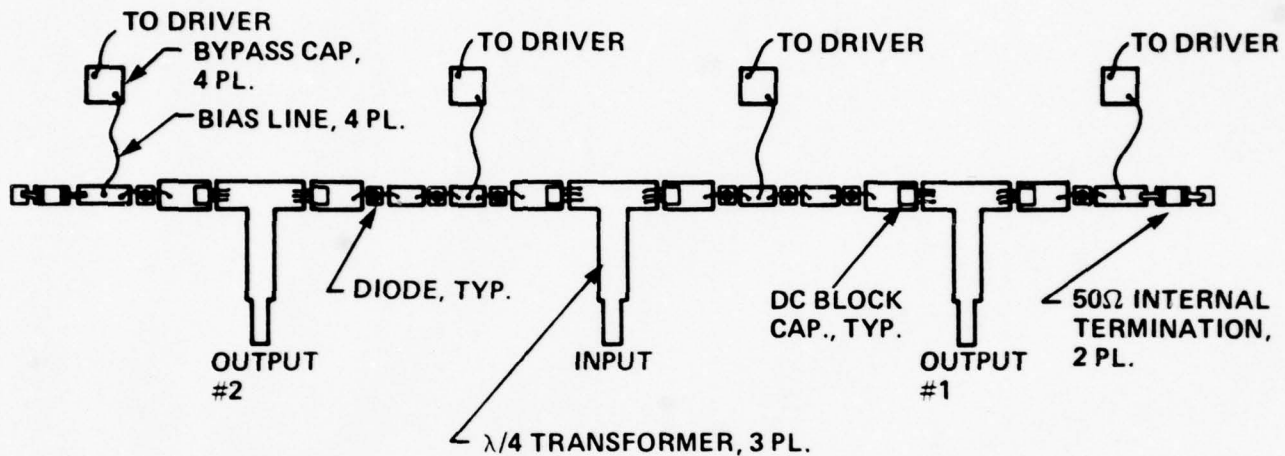 TO DRIVER
BYPASS CAP,
4 PL.
BIAS LINE, 4 PL.
TO DRIVER
TO DRIVER
TO DRIVER
DIODE, TYP.
DC BLOCK
CAP., TYP.
50Ω INTERNAL
TERMINATION,
2 PL.
OUTPUT
#2
INPUT
OUTPUT
#1
λ/4 TRANSFORMER, 3 PL.